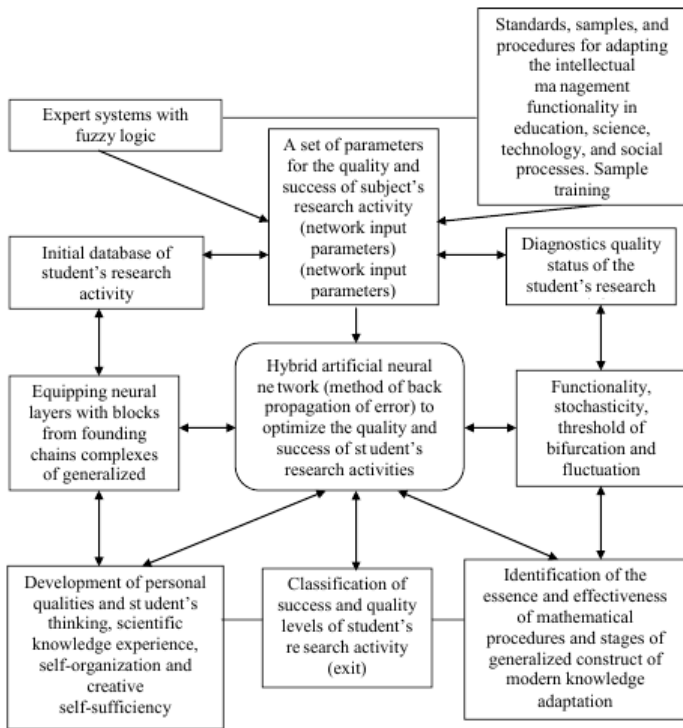 Standards, samples, and
procedures for adapting
the intellectual
ma nagement
functionality in
education, science,
technology, and social
processes. Sample
training
Expert systems with
fuzzy logic
A set of parameters
for the quality and
success of subject’s
research activity
(network input
parameters)
(network input
parameters)
Initial database of
student’s research
activity
Diagnostics quality
status of the
student’s research
Equipping neural
layers with blocks
from founding
chains complexes
of generalized
Hybrid artificial neural
ne twork (method of back
propagation of error) to
optimize the quality and
success of st udent’s
research activities
Functionality,
stochasticity,
threshold of
bifurcation and
fluctuation
Development of personal
qualities and st udent’s
thinking, scientific
knowledge experience,
self-organization and
creative
self-sufficiency
Classification of
success and quality
levels of student’s
re search activity
(exit)
Identification of the
essence and effectiveness
of mathematical
procedures and stages of
generalized construct of
modern knowledge
adaptation